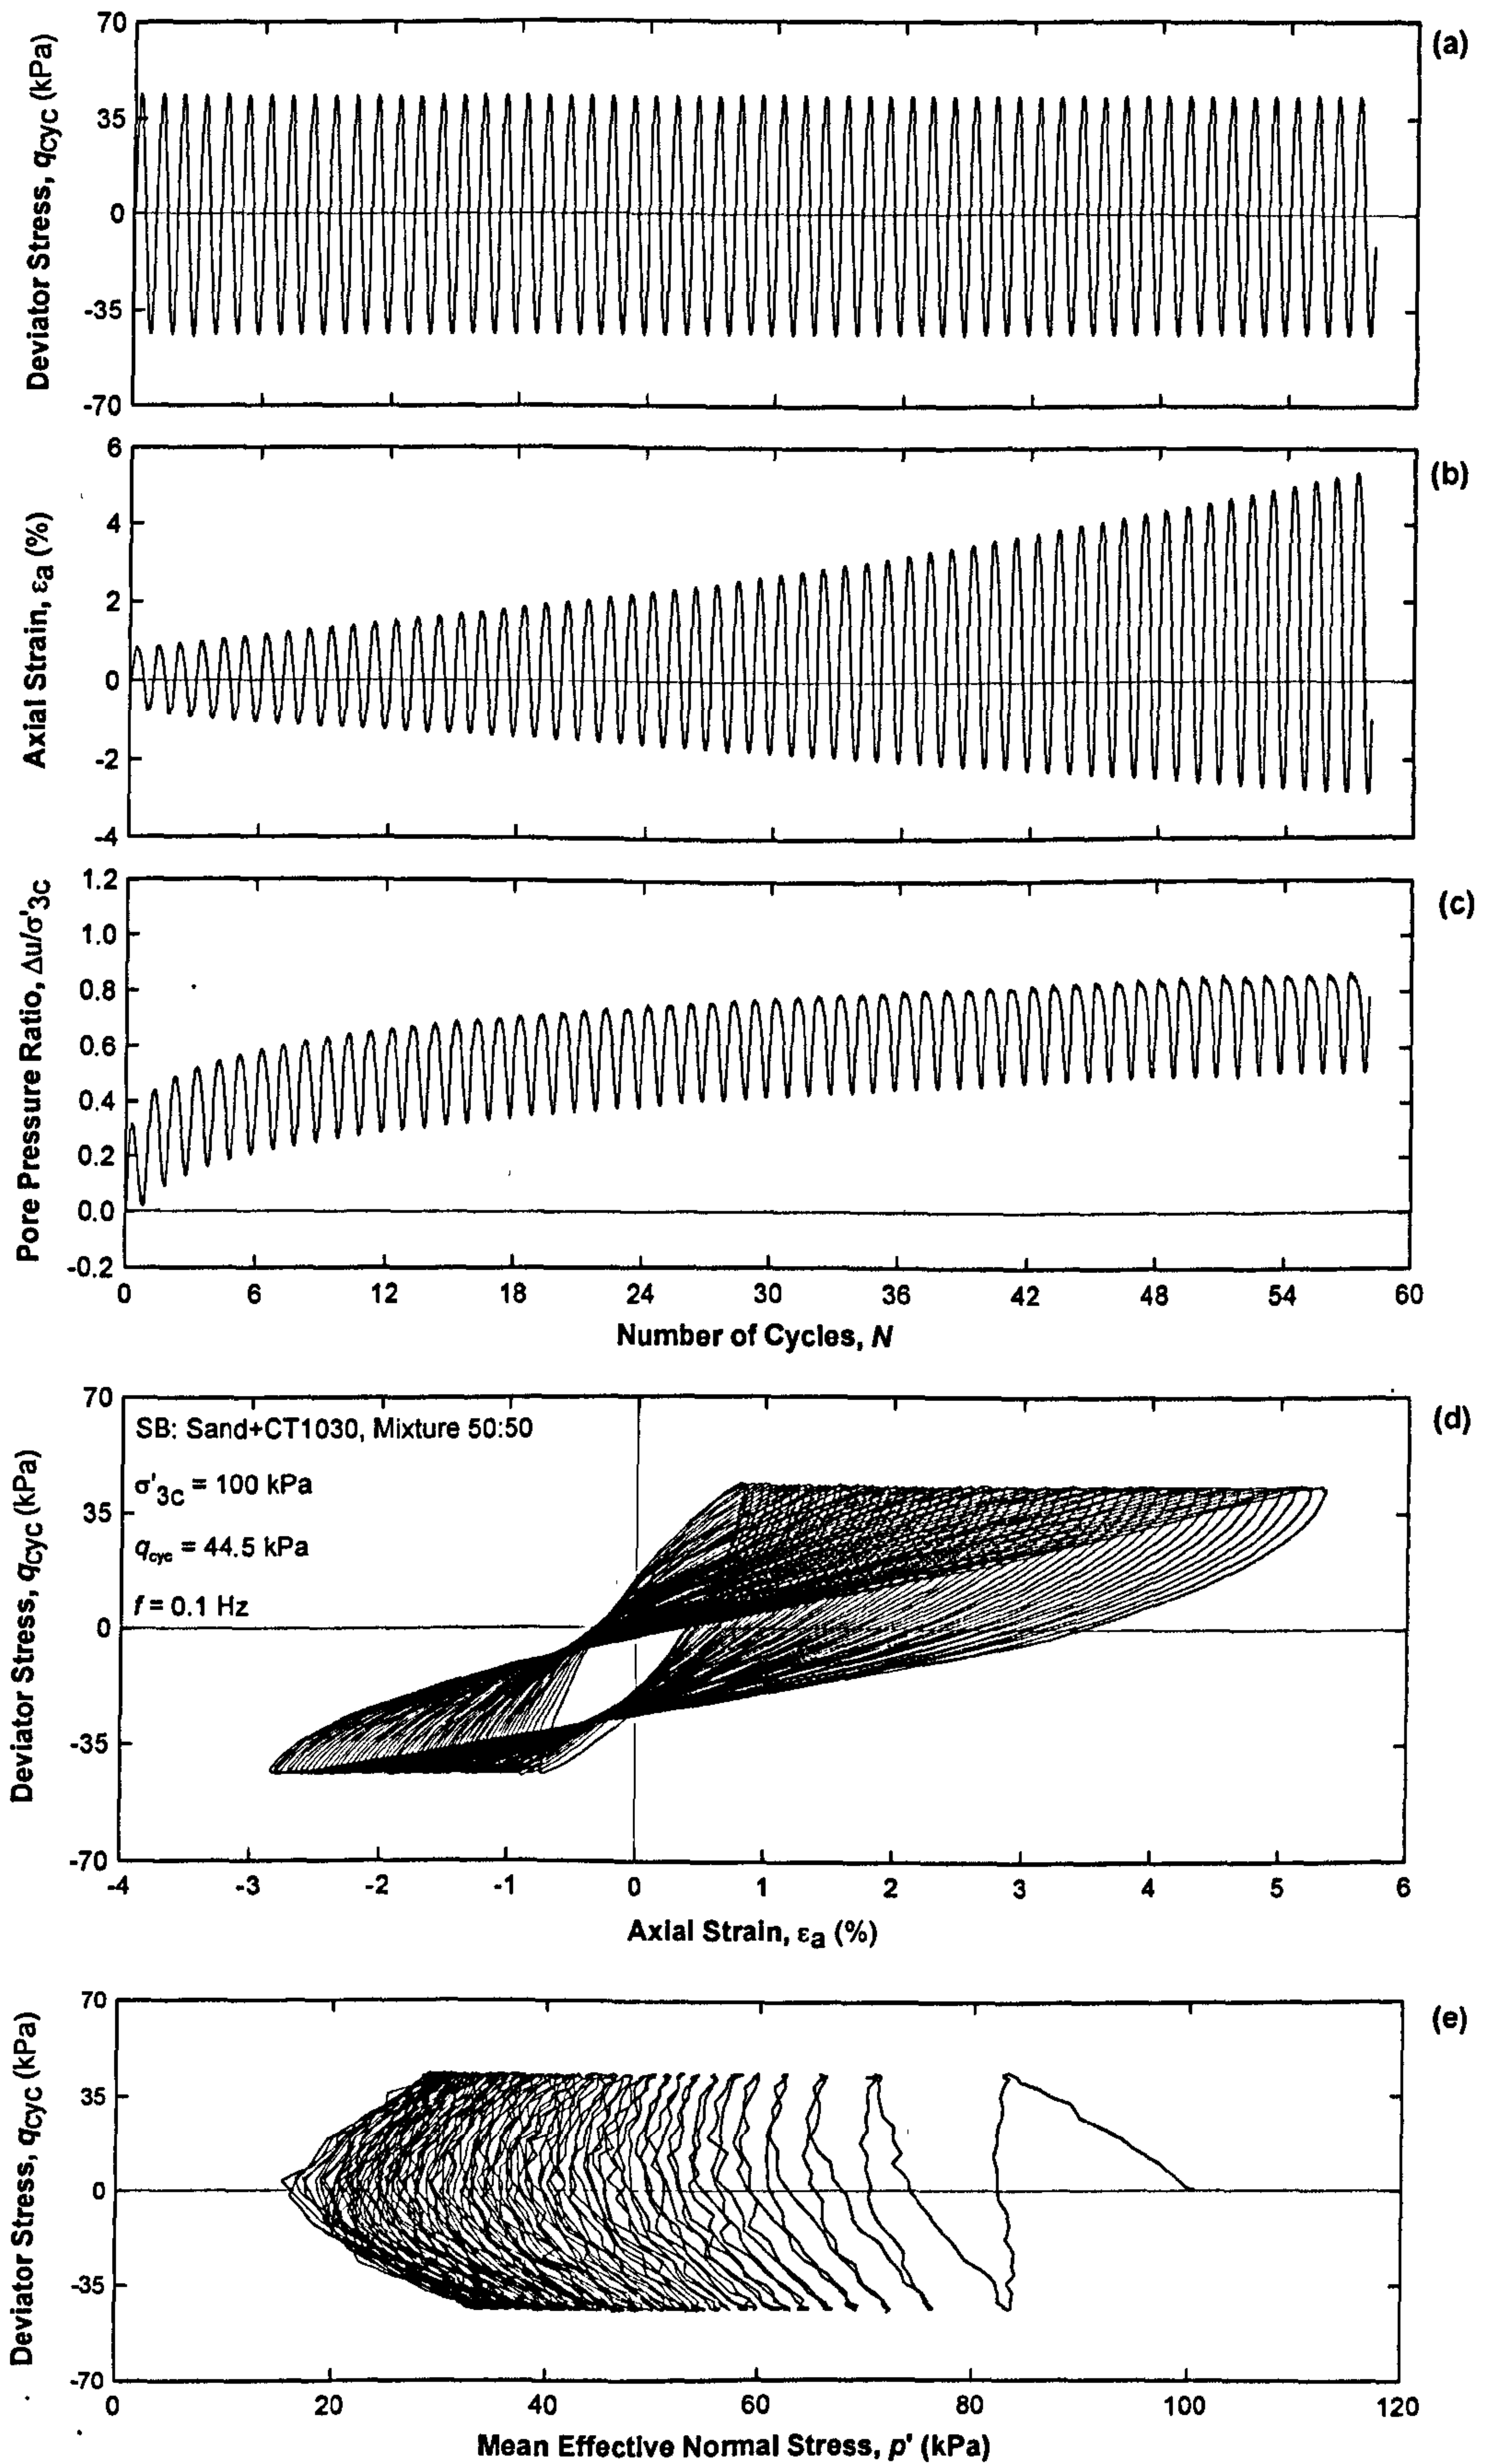 (a)
Deviator Stress, qcyc (kPa)
70
35
0
-35
-70
(b)
Axial Strain, εa (%)
6
4
2
0
-2
-4
(c)
Pore Pressure Ratio, Δu/σ'3c
1.2
1.0
0.8
0.6
0.4
0.2
0.0
-0.2
0 6 12 18 24 30 36 42 48 54 60
Number of Cycles, N
(d)
Deviator Stress, qcyc (kPa)
70
35
0
-35
-70
SB: Sand+CT1030, Mixture 50:50
σ'3c = 100 kPa
qcyc = 44.5 kPa
f = 0.1 Hz
-4 -3 -2 -1 0 1 2 3 4 5 6
Axial Strain, εa (%)
(e)
Deviator Stress, qcyc (kPa)
70
35
0
-35
-70
0 20 40 60 80 100 120
Mean Effective Normal Stress, p' (kPa)